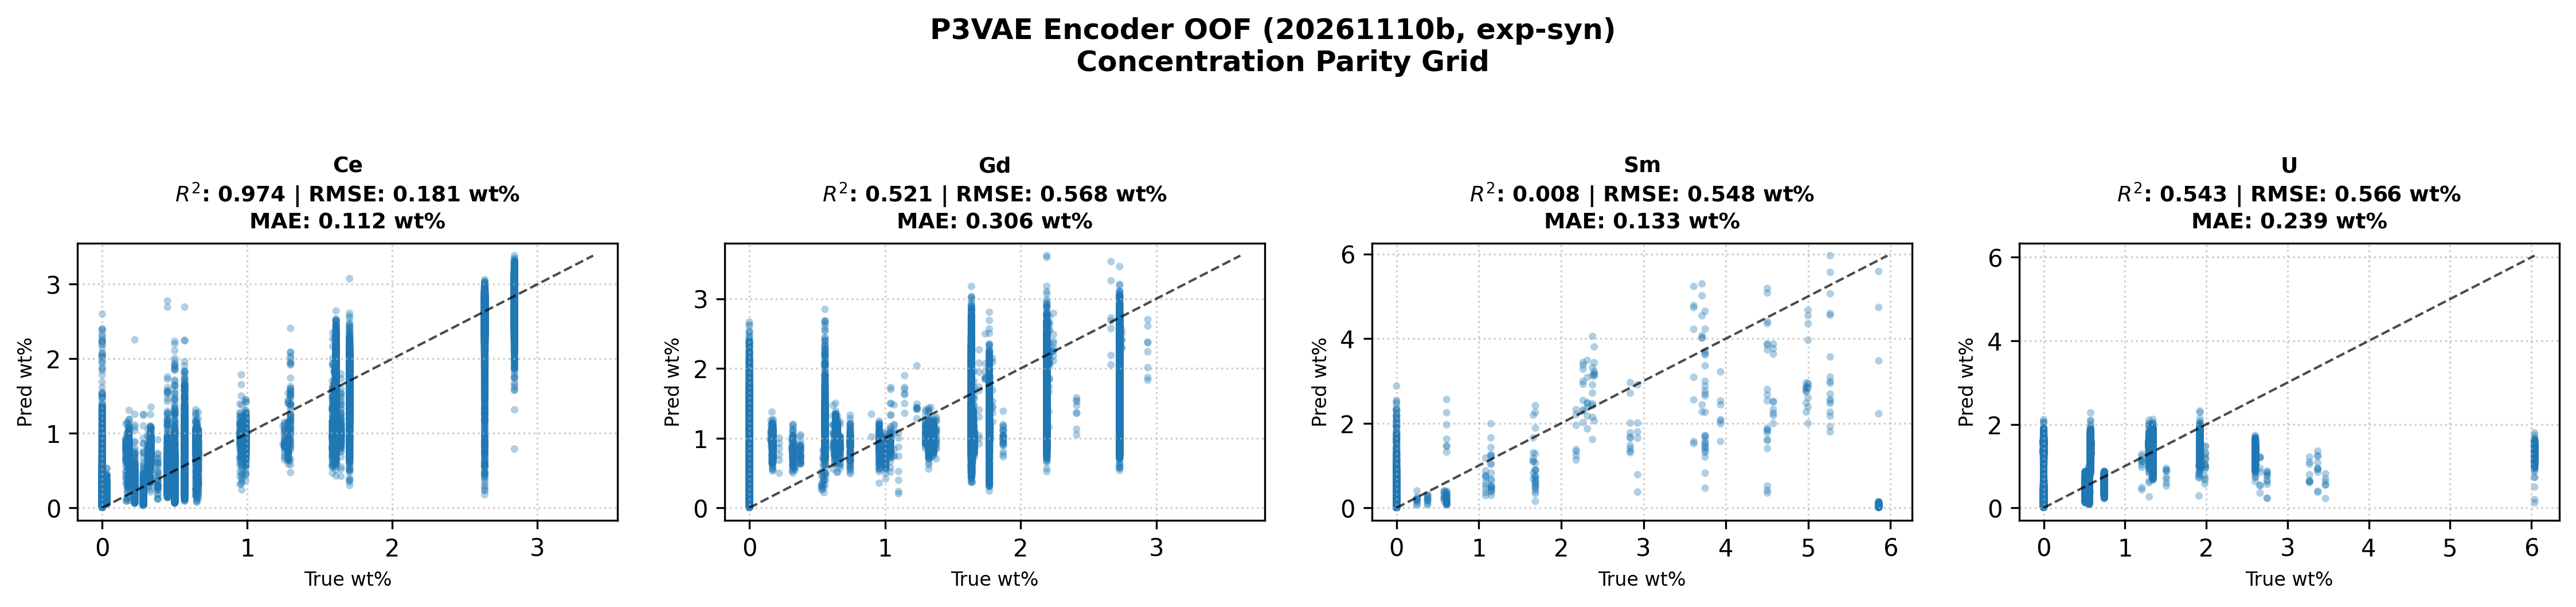 P3VAE Encoder OOF (20261110b, exp-syn)
Concentration Parity Grid
Ce
R²: 0.974 | RMSE: 0.181 wt%
MAE: 0.112 wt%
Pred wt%
3
2
1
0
0 1 2 3
True wt%
Gd
R²: 0.521 | RMSE: 0.568 wt%
MAE: 0.306 wt%
Pred wt%
3
2
1
0
0 1 2 3
True wt%
Sm
R²: 0.008 | RMSE: 0.548 wt%
MAE: 0.133 wt%
Pred wt%
6
4
2
0
0 1 2 3 4 5 6
True wt%
U
R²: 0.543 | RMSE: 0.566 wt%
MAE: 0.239 wt%
Pred wt%
6
4
2
0
0 1 2 3 4 5 6
True wt%